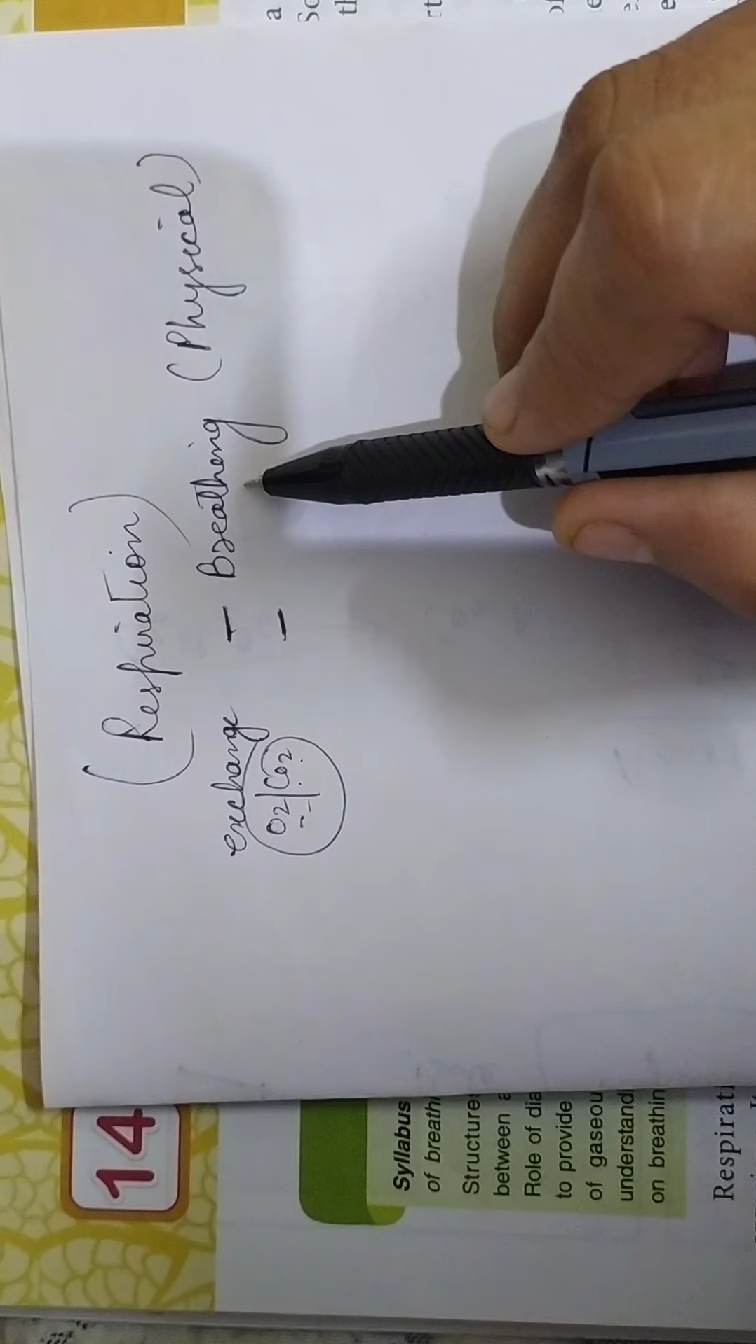 (Respiration)
exchange - Breathing (Physical)
O2|CO2 -
14
Syllabus
of breathi
Structure
between a
Role of dia
to provide
of gaseou
understand
on breathin
Respirati